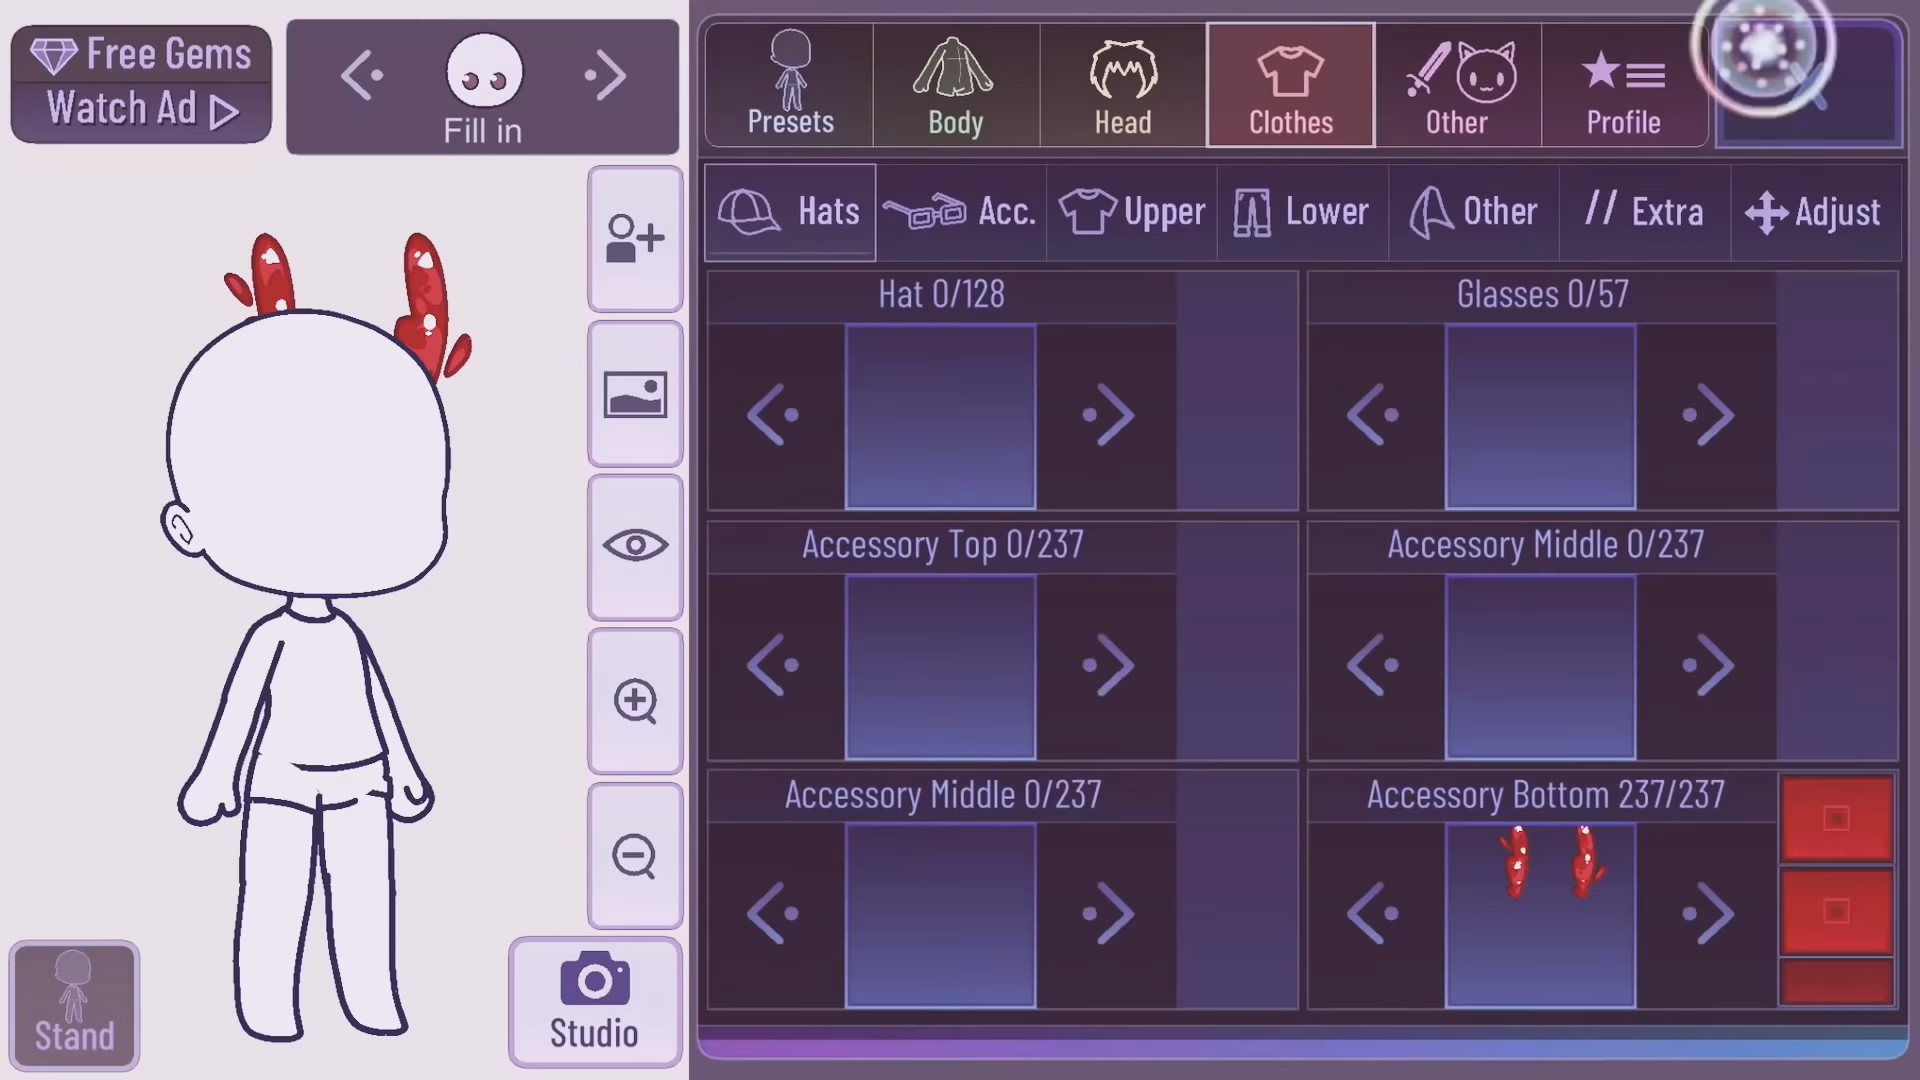 Free Gems
Watch Ad
Fill in
Presets
Body
Head
Clothes
Other
Profile
Hats
Acc.
Upper
Lower
Other
Extra
Adjust
Hat 0/128
Glasses 0/57
Accessory Top 0/237
Accessory Middle 0/237
Accessory Middle 0/237
Accessory Bottom 237/237
Stand
Studio